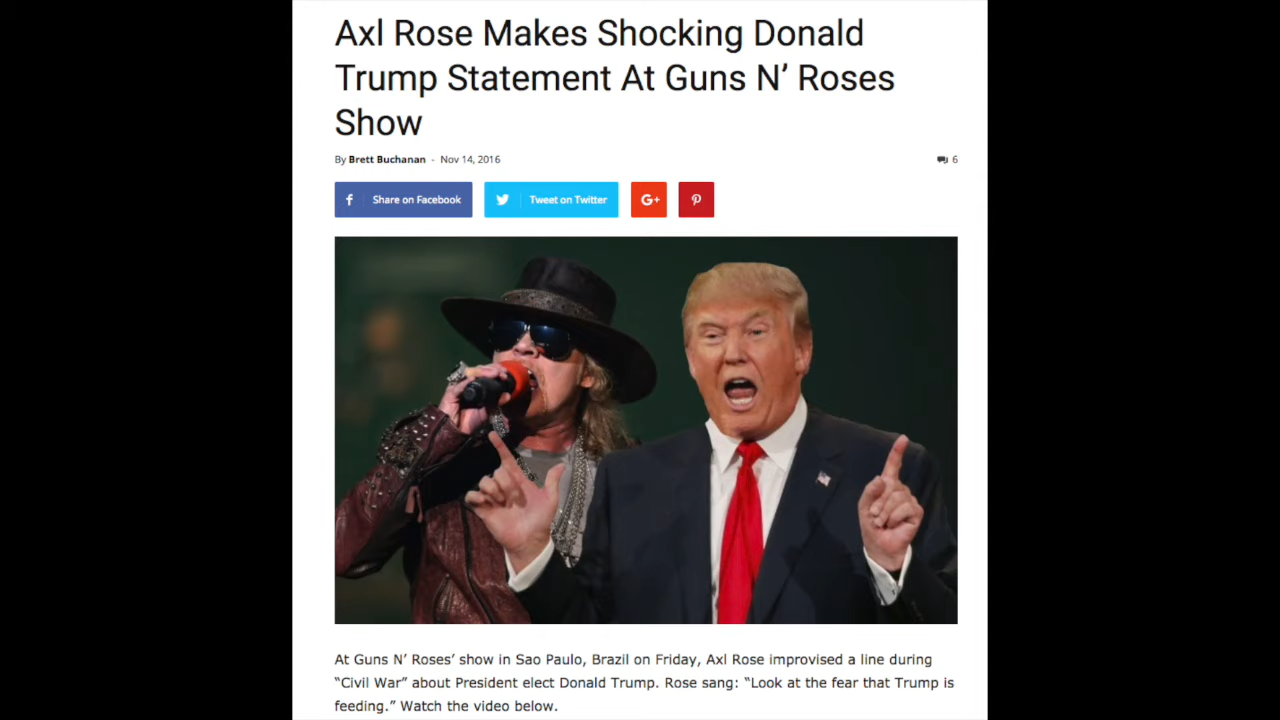 Axl Rose Makes Shocking Donald
Trump Statement At Guns N’ Roses
Show
By Brett Buchanan - Nov 14, 2016 6
Share on Facebook Tweet on Twitter G+
At Guns N’ Roses’ show in Sao Paulo, Brazil on Friday, Axl Rose improvised a line during
“Civil War” about President elect Donald Trump. Rose sang: “Look at the fear that Trump is
feeding.” Watch the video below.